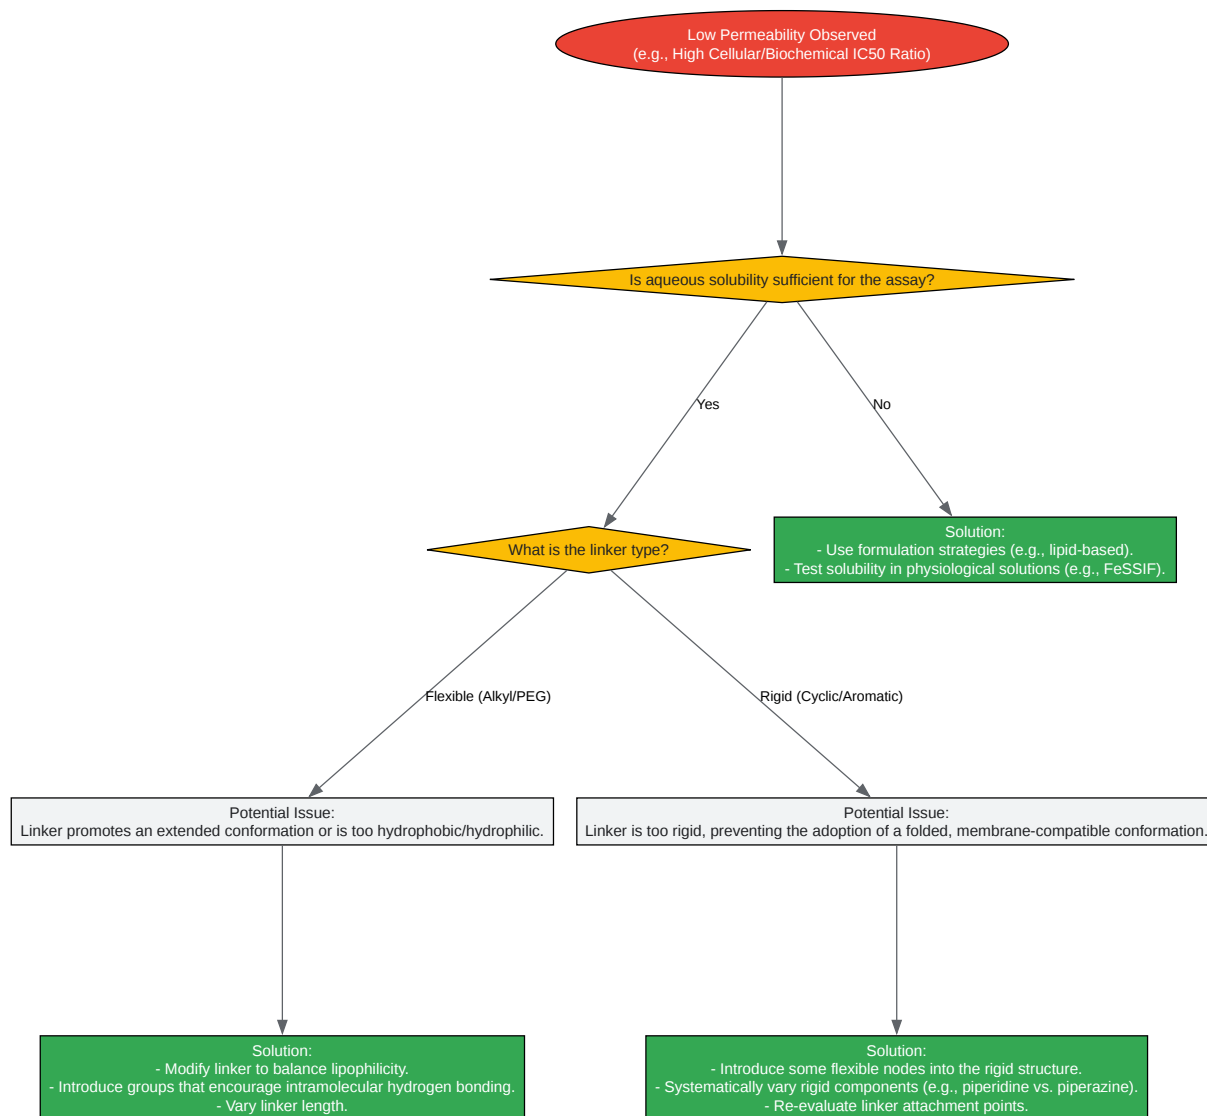 Low Permeability Observed
(e.g., High Cellular/Biochemical IC50 Ratio)
Is aqueous solubility sufficient for the assay?
Yes
No
What is the linker type?
Solution:
- Use formulation strategies (e.g., lipid-based).
- Test solubility in physiological solutions (e.g., FeSSIF).
Flexible (Alkyl/PEG)
Rigid (Cyclic/Aromatic)
Potential Issue:
Linker promotes an extended conformation or is too hydrophobic/hydrophilic.
Potential Issue:
Linker is too rigid, preventing the adoption of a folded, membrane-compatible conformation.
Solution:
- Modify linker to balance lipophilicity.
- Introduce groups that encourage intramolecular hydrogen bonding.
- Vary linker length.
Solution:
- Introduce some flexible nodes into the rigid structure.
- Systematically vary rigid components (e.g., piperidine vs. piperazine).
- Re-evaluate linker attachment points.